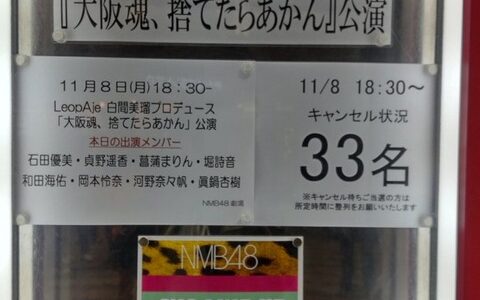 『大阪魂、捨てたらあかん』公演
11月8日(月)18:30-
LeopAje 白間美瑠プロデュース
「大阪魂、捨てたらあかん」公演
本日の出演メンバー
石田優美・貞野遥香・菖蒲まりん・堀詩音
和田海佑・岡本怜奈・河野奈々帆・眞鍋杏樹
NMB48 劇場
11/8 18:30～
キャンセル状況
33名
※キャンセル待ちご当選の方は
所定時間に整列をお願いいたします
NMB48